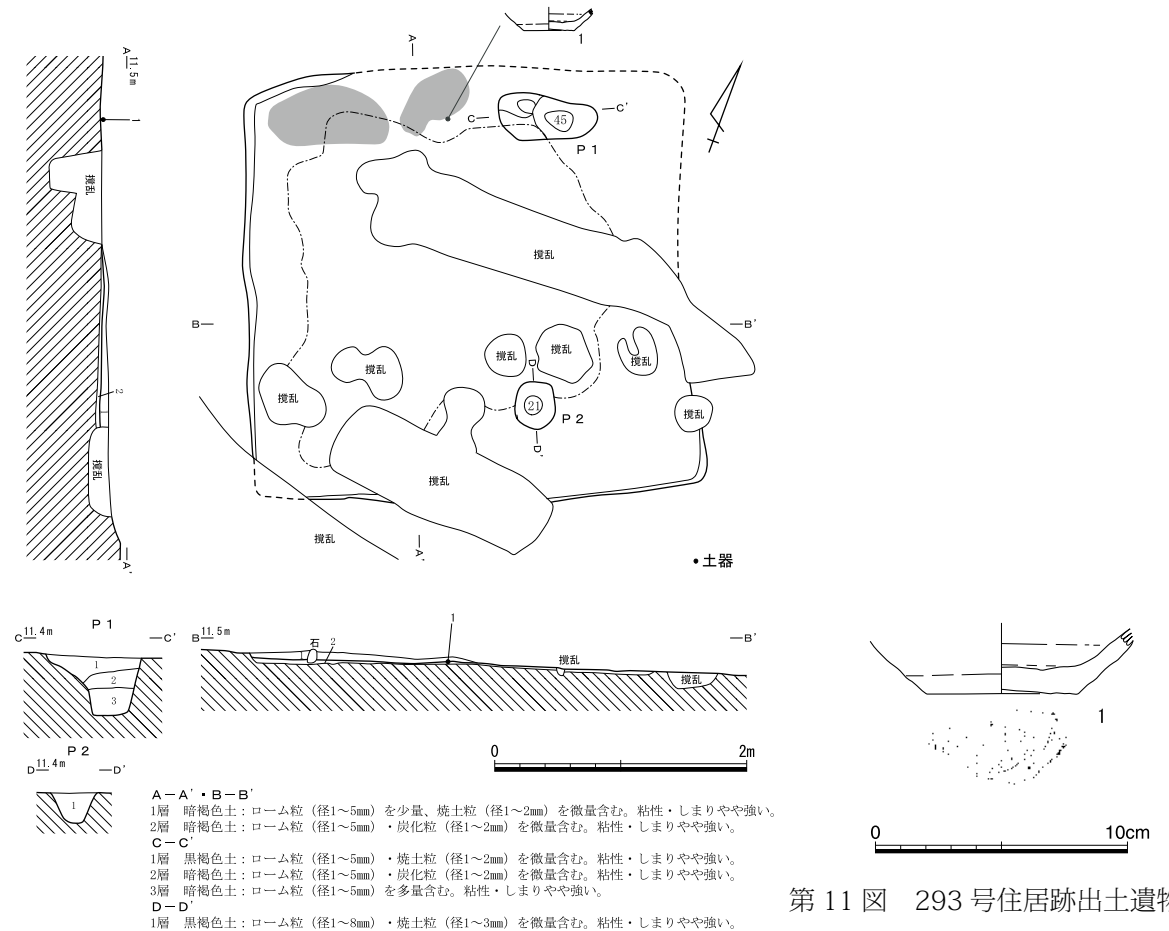 1
A
A
11.5m
1
C
C'
45
P 1
撹乱
撹乱
B
B'
撹乱
撹乱
撹乱
撹乱
D
2
撹乱
21
P 2
撹乱
D'
撹乱
撹乱
撹乱
A'
A'
●土器
P 1
C 11.4m C'
1
2
3
B 11.5m B'
石 2
1
撹乱
撹乱
P 2
D 11.4m D'
1
0 2m
1
0 10cm
A－A'・B－B'
1層 暗褐色土：ローム粒（径1～5㎜）を少量、焼土粒（径1～2㎜）を微量含む。粘性・しまりやや強い。
2層 暗褐色土：ローム粒（径1～5㎜）・炭化粒（径1～2㎜）を微量含む。粘性・しまりやや強い。
C－C'
1層 黒褐色土：ローム粒（径1～5㎜）・焼土粒（径1～2㎜）を微量含む。粘性・しまりやや強い。
2層 暗褐色土：ローム粒（径1～5㎜）・炭化粒（径1～2㎜）を微量含む。粘性・しまりやや強い。
3層 暗褐色土：ローム粒（径1～5㎜）を多量含む。粘性・しまりやや強い。
D－D'
1層 黒褐色土：ローム粒（径1～8㎜）・焼土粒（径1～3㎜）を微量含む。粘性・しまりやや強い。
第 11 図 293 号住居跡出土遺物